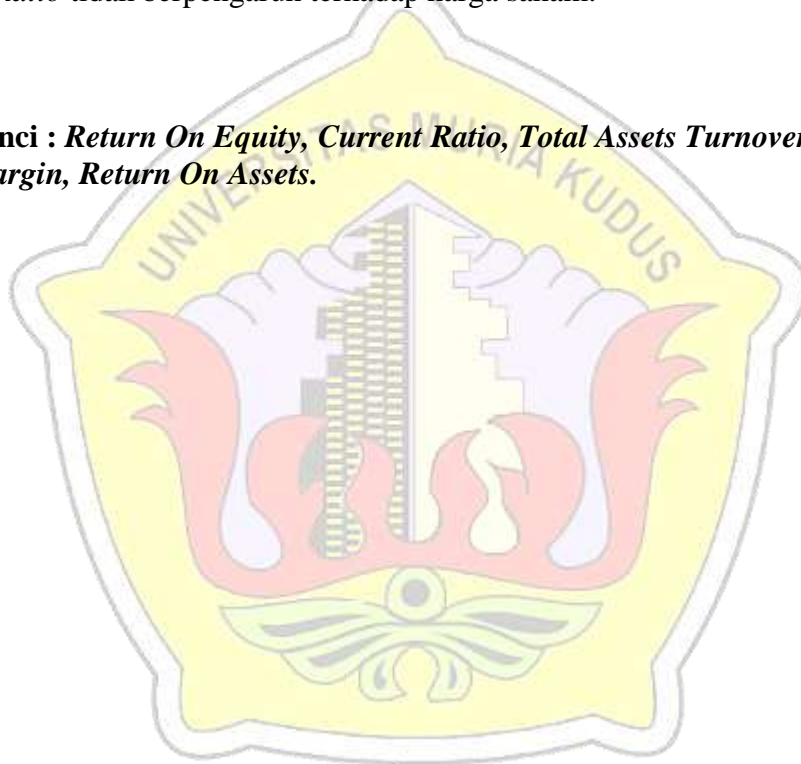 tidak berpengaruh terhadap harga saham.
nci : Return On Equity, Current Ratio, Total Assets Turnover
argin, Return On Assets.
UNIVERSITAS MURIA KUDUS